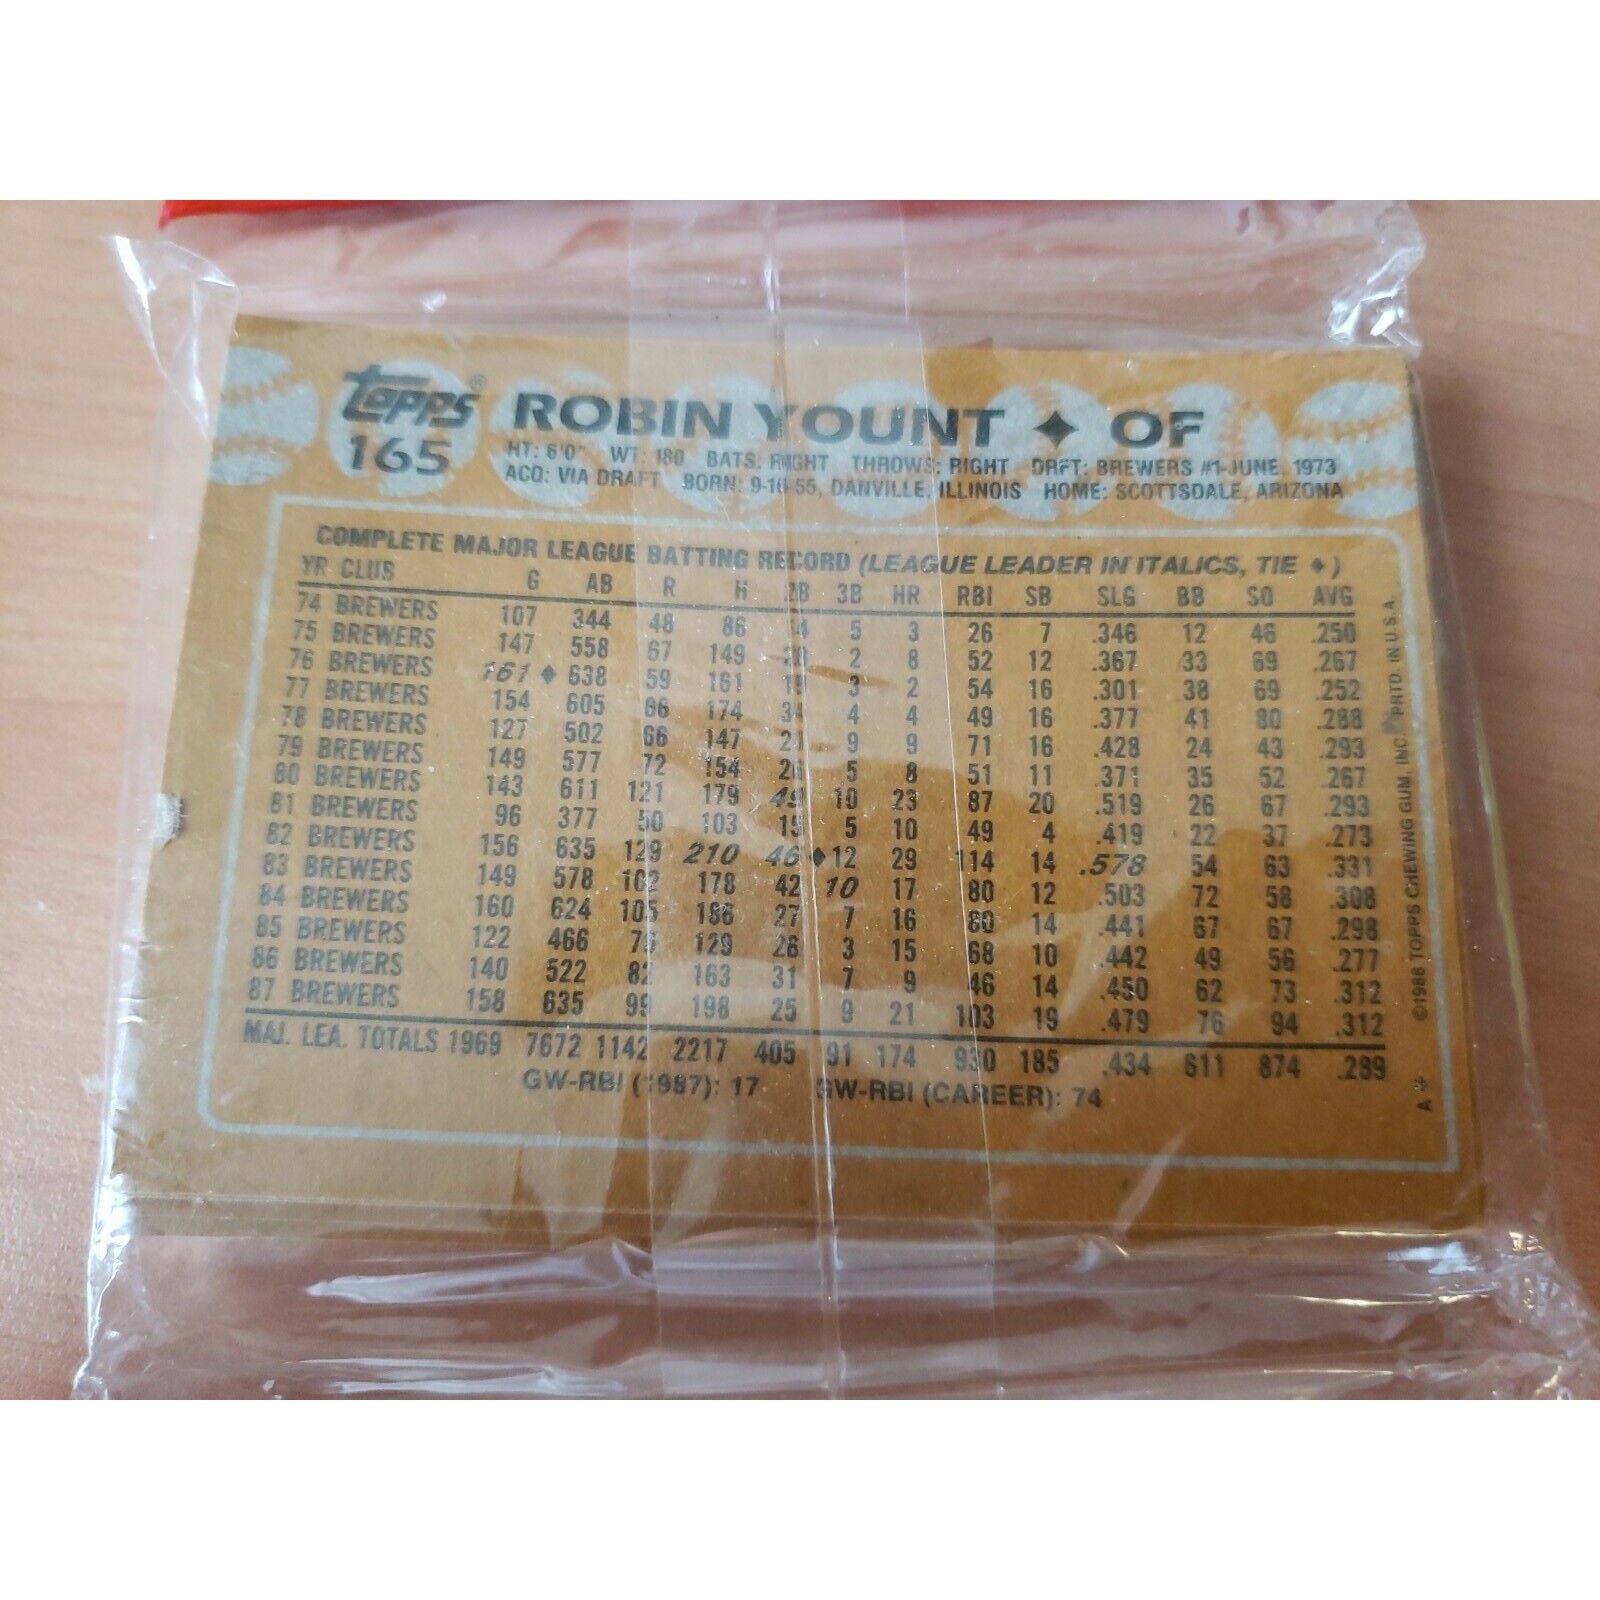 Topps® ROBIN YOUNT ✦ OF
165 HT: 6'0" WT: 180 BATS: RIGHT THROWS: RIGHT DRFT: BREWERS #1-JUNE, 1973
ACQ: VIA DRAFT BORN: 9-16-55, DANVILLE, ILLINOIS HOME: SCOTTSDALE, ARIZONA
COMPLETE MAJOR LEAGUE BATTING RECORD (LEAGUE LEADER IN ITALICS, TIE ♦)
YR CLUB G AB R H 2B 3B HR RBI SB SLG BB SO AVG
74 BREWERS 107 344 48 86 14 5 3 26 7 .346 12 46 .250
75 BREWERS 147 558 67 149 28 2 8 52 12 .367 33 69 .267
76 BREWERS 161 ♦ 638 59 161 19 3 2 54 16 .301 38 69 .252
77 BREWERS 154 605 66 174 34 4 4 49 16 .377 41 80 .288
78 BREWERS 127 502 66 147 23 9 9 71 16 .428 24 43 .293
79 BREWERS 149 577 72 154 26 5 8 51 11 .371 35 52 .267
80 BREWERS 143 611 121 179 49 10 23 87 20 .519 26 67 .293
81 BREWERS 96 377 50 103 15 5 10 49 4 .419 22 37 .273
82 BREWERS 156 635 129 210 46 ♦ 12 29 114 14 .578 54 63 .331
83 BREWERS 149 578 102 178 42 10 17 80 12 .503 72 58 .308
84 BREWERS 160 624 105 186 27 7 16 80 14 .441 67 67 .298
85 BREWERS 122 466 76 129 26 3 15 68 10 .442 49 56 .277
86 BREWERS 140 522 82 163 31 7 9 46 14 .450 62 73 .312
87 BREWERS 158 635 99 198 25 9 21 103 19 .479 76 94 .312
MAJ. LEA. TOTALS 1969 7672 1142 2217 405 91 174 930 185 .434 611 874 .289
GW-RBI (1987): 17 GW-RBI (CAREER): 74
A*
©1988 TOPPS CHEWING GUM, INC. PRTD. IN U.S.A.